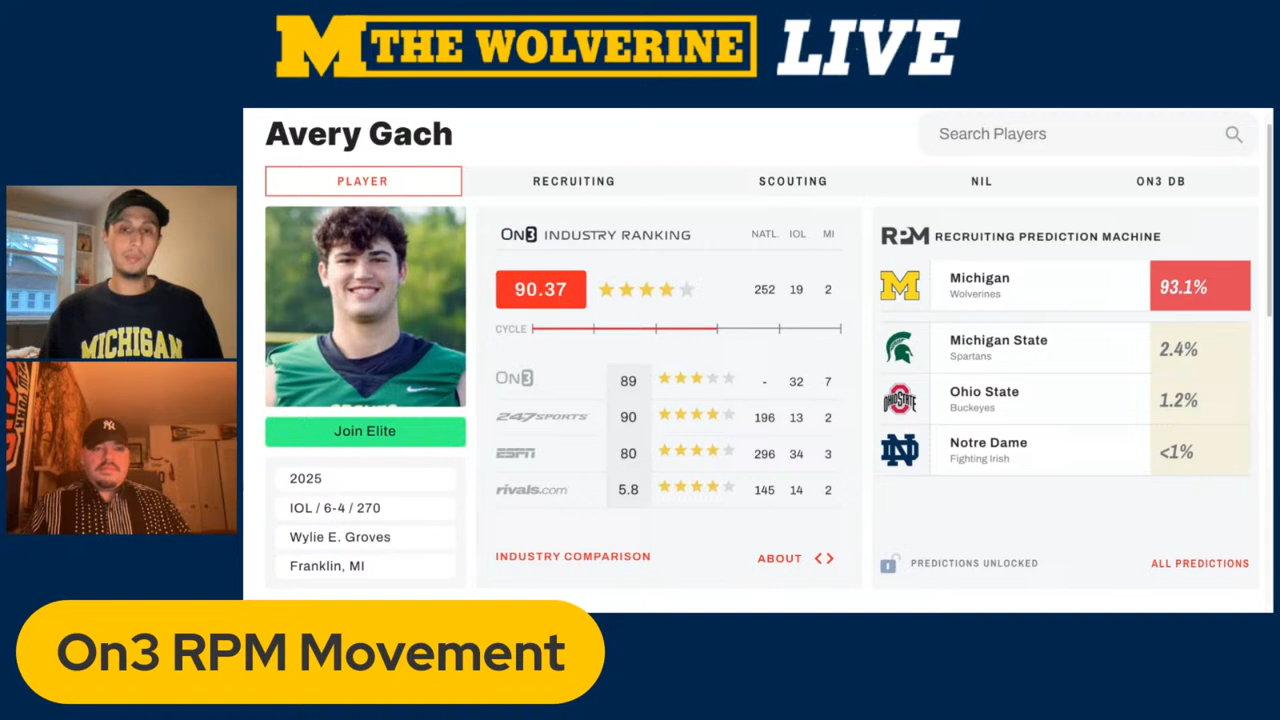 M THE WOLVERINE LIVE
Avery Gach
Search Players
PLAYER
RECRUITING
SCOUTING
NIL
ON3 DB
On3 INDUSTRY RANKING
NATL. IOL MI
90.37
252 19 2
CYCLE
On3 89 - 32 7
247SPORTS 90 196 13 2
ESPN 80 296 34 3
rivals.com 5.8 145 14 2
INDUSTRY COMPARISON
ABOUT
Join Elite
2025
IOL / 6-4 / 270
Wylie E. Groves
Franklin, MI
RPM RECRUITING PREDICTION MACHINE
M
Michigan
Wolverines
93.1%
Michigan State
Spartans
2.4%
OHIO STATE
Ohio State
Buckeyes
1.2%
ND
Notre Dame
Fighting Irish
<1%
PREDICTIONS UNLOCKED
ALL PREDICTIONS
MICHIGAN
NY
On3 RPM Movement